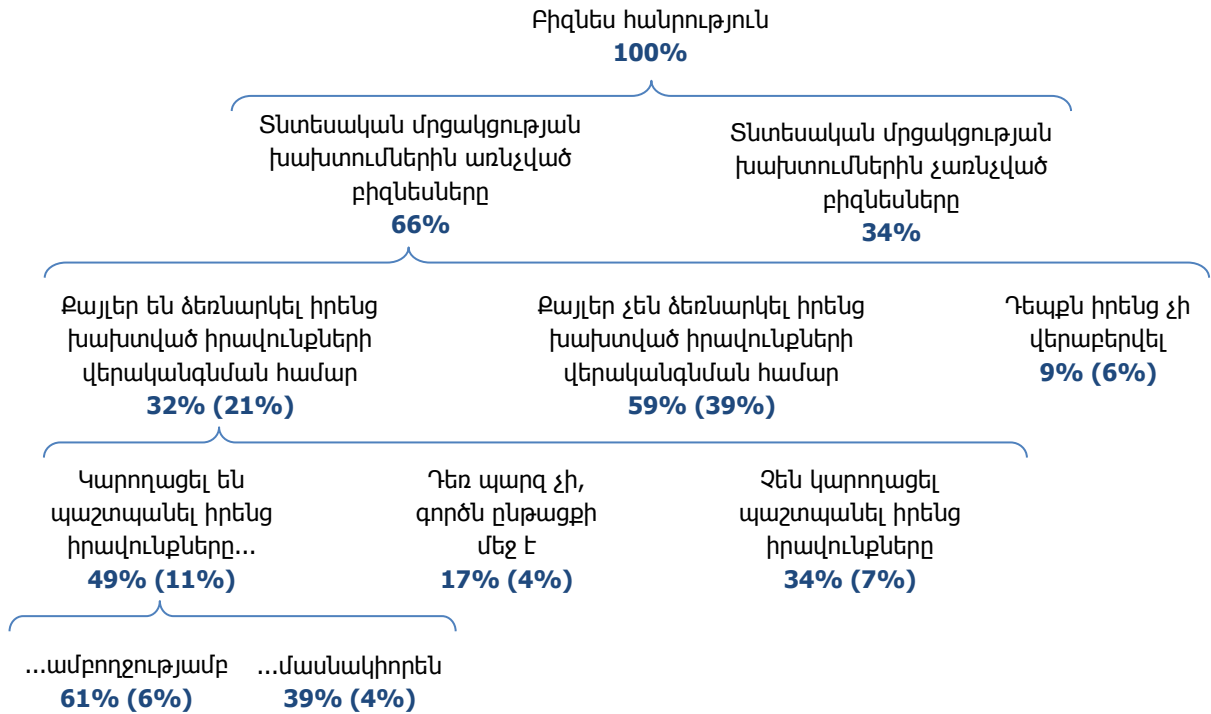 Բիզնես հանրություն
100%
Տնտեսական մրցակցության
խախտումներին առնչված
բիզնեսները
66%
Տնտեսական մրցակցության
խախտումներին չառնչված
բիզնեսները
34%
Քայլեր են ձեռնարկել իրենց
խախտված իրավունքների
վերականգնման համար
32% (21%)
Քայլեր չեն ձեռնարկել իրենց
խախտված իրավունքների
վերականգնման համար
59% (39%)
Դեպքն իրենց չի
վերաբերվել
9% (6%)
Կարողացել են
պաշտպանել իրենց
իրավունքները...
49% (11%)
Դեռ պարզ չի,
գործն ընթացքի
մեջ է
17% (4%)
Չեն կարողացել
պաշտպանել իրենց
իրավունքները
34% (7%)
...ամբողջությամբ
61% (6%)
...մասնակիորեն
39% (4%)